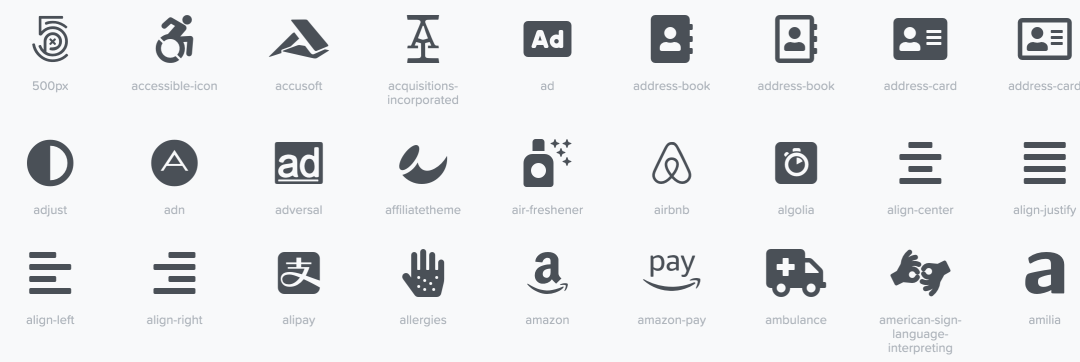 Ad
500px
accessible-icon
accusoft
acquisitions-
incorporated
ad
address-book
address-book
address-card
address-card
ad
adjust
adn
adversal
affiliatetheme
air-freshener
airbnb
algolia
align-center
align-justify
支
a
pay
a
align-left
align-right
alipay
allergies
amazon
amazon-pay
ambulance
american-sign-
language-
interpreting
amilia